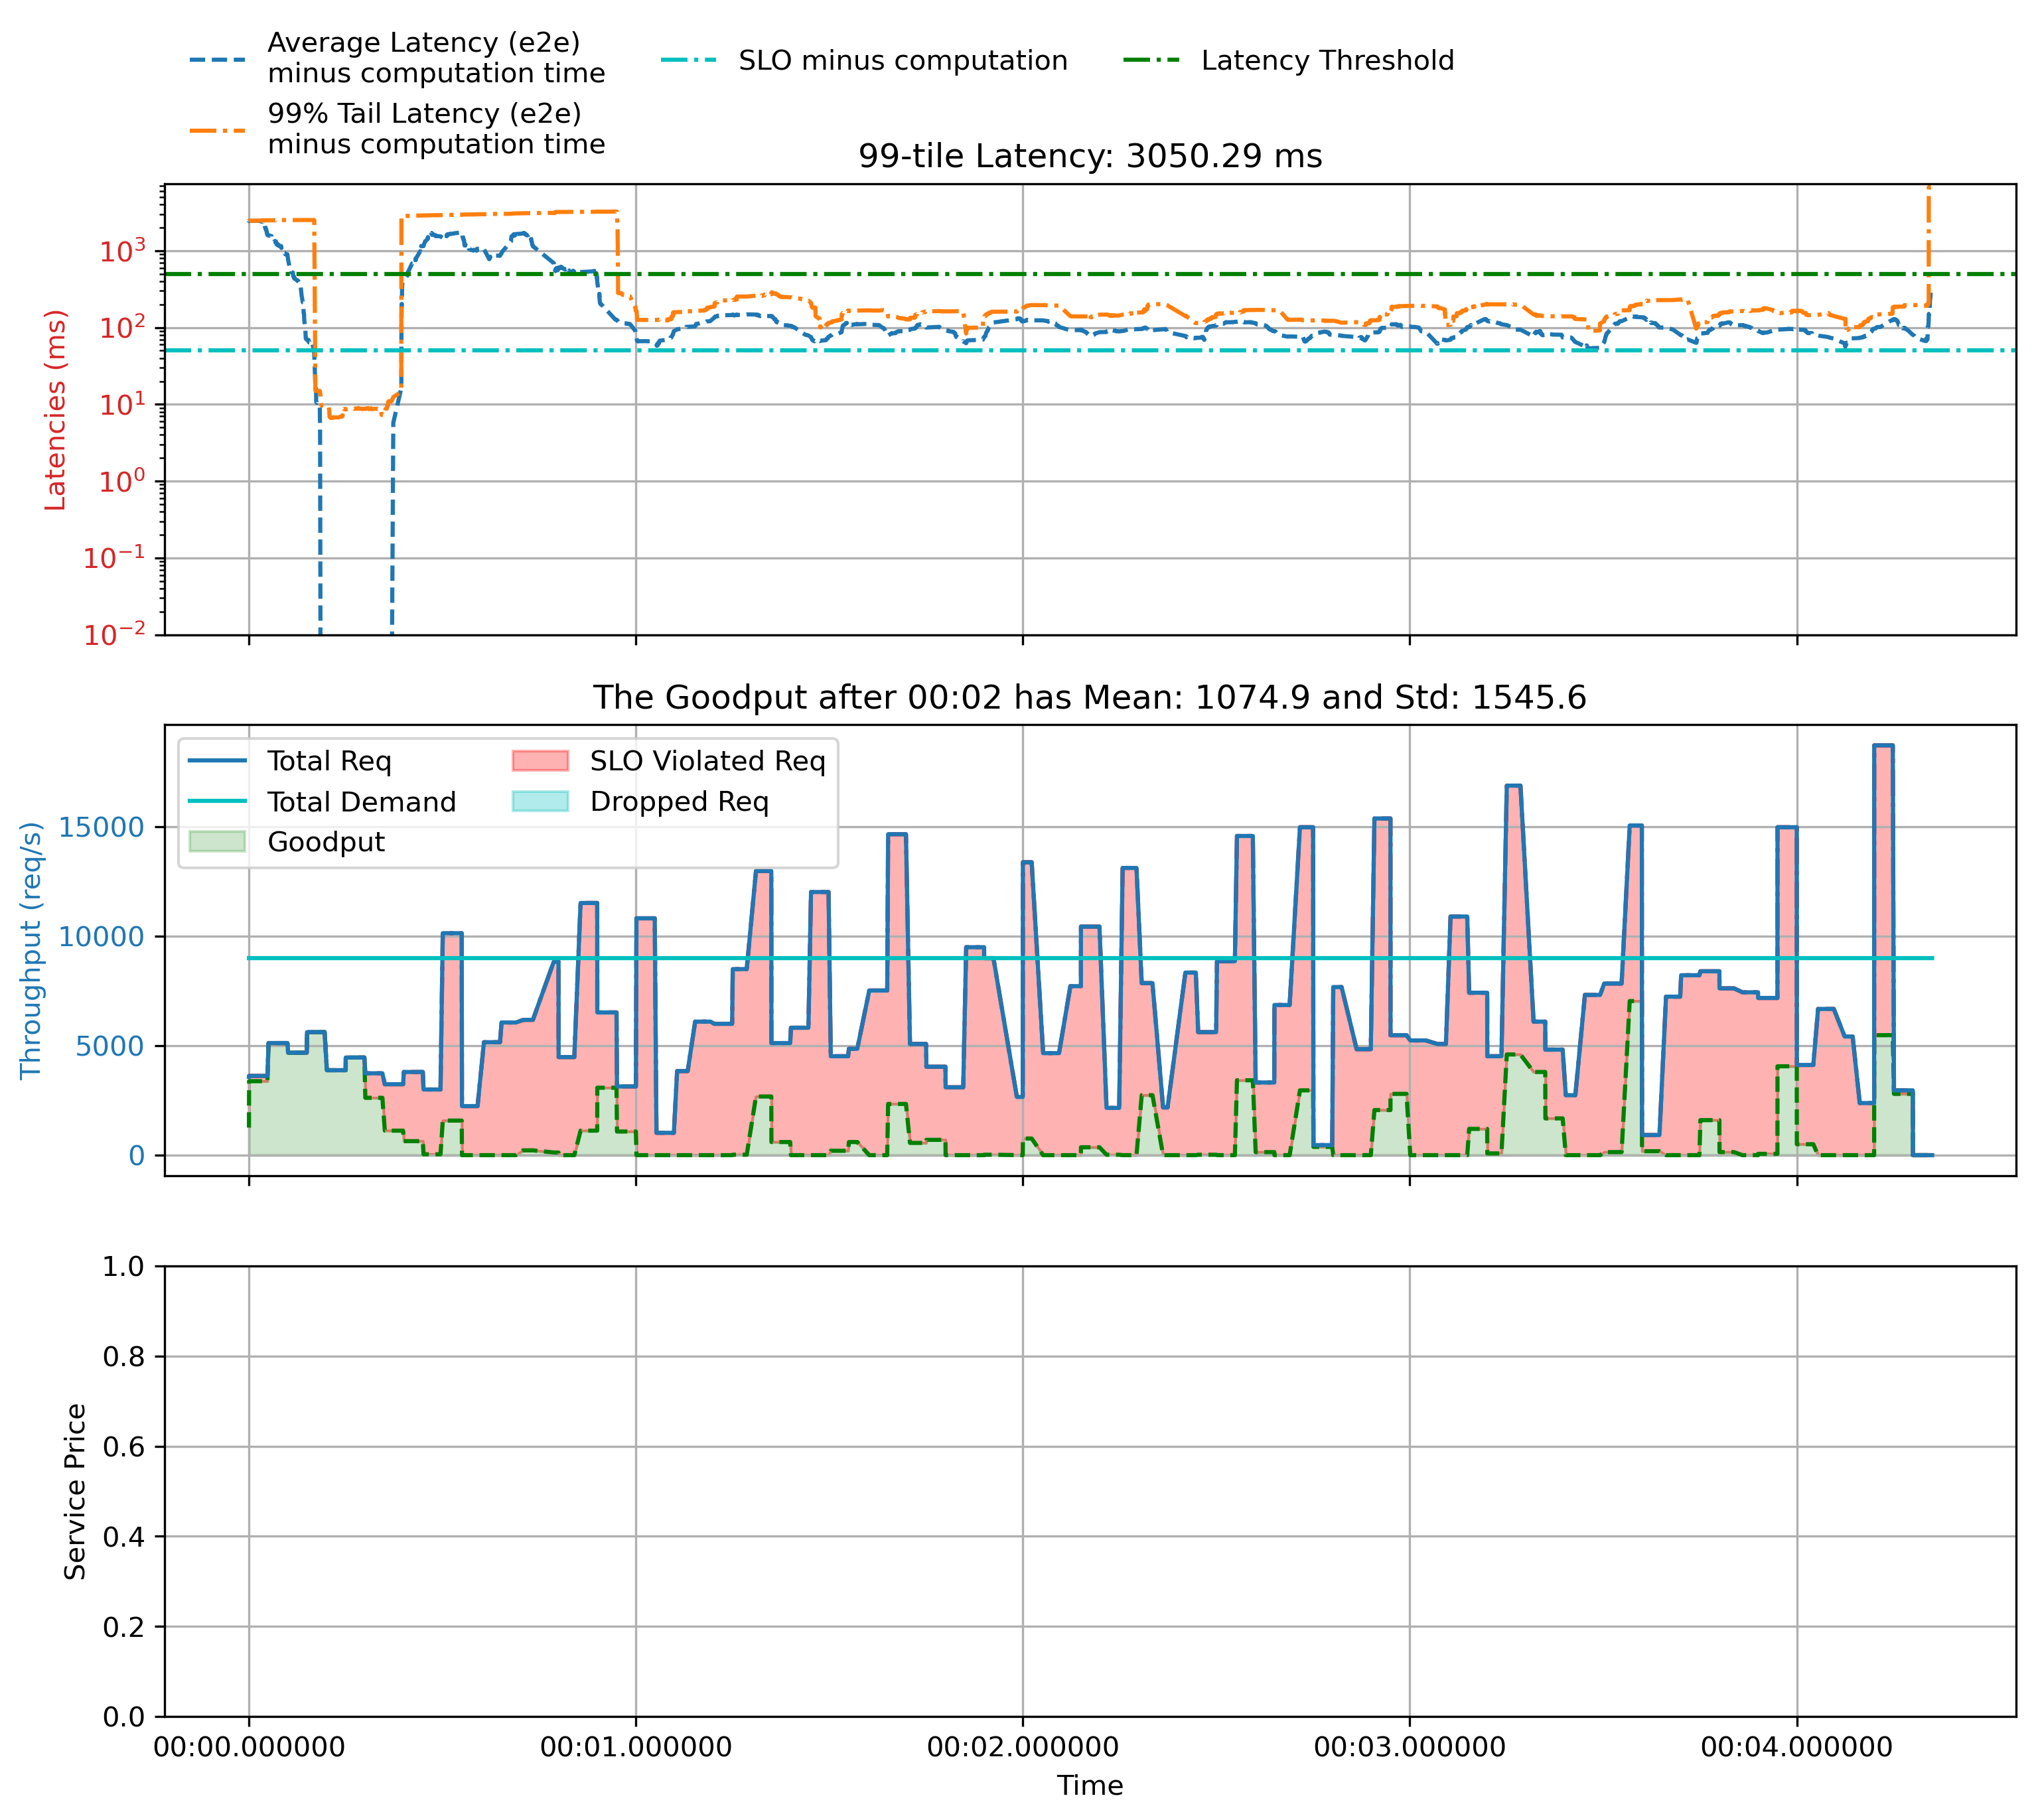 Average Latency (e2e)
minus computation time
99% Tail Latency (e2e)
minus computation time
SLO minus computation
Latency Threshold
99-tile Latency: 3050.29 ms
Latencies (ms)
10³
10²
10¹
10⁰
10⁻¹
10⁻²
The Goodput after 00:02 has Mean: 1074.9 and Std: 1545.6
Total Req
Total Demand
Goodput
SLO Violated Req
Dropped Req
Throughput (req/s)
15000
10000
5000
0
Service Price
1.0
0.8
0.6
0.4
0.2
0.0
00:00.000000
00:01.000000
00:02.000000
00:03.000000
00:04.000000
Time